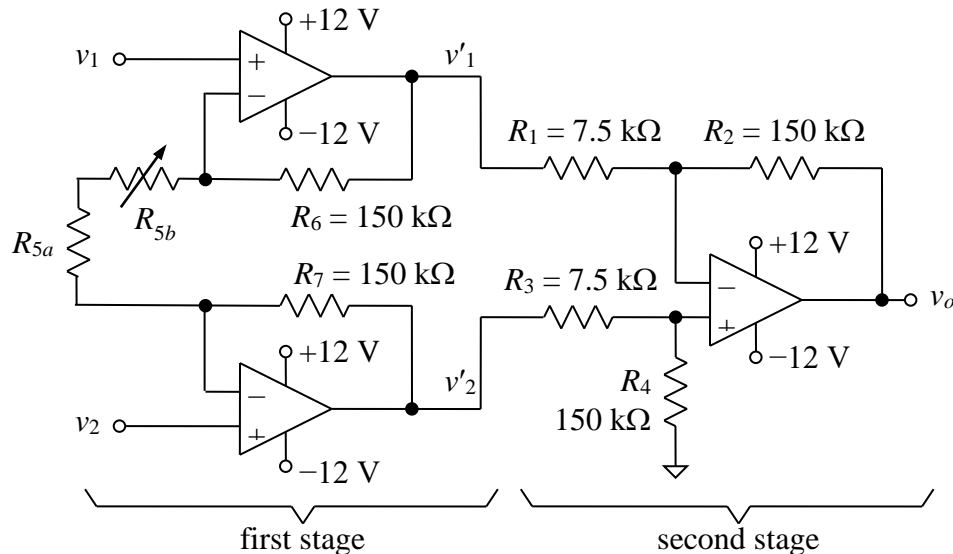 +12 V
v1
+
v'1
−
−12 V
R1 = 7.5 kΩ
R2 = 150 kΩ
R5b
R6 = 150 kΩ
R5a
+12 V
R7 = 150 kΩ
R3 = 7.5 kΩ
−
vo
+
+12 V
−12 V
v'2
R4
−
150 kΩ
v2
+
−12 V
first stage
second stage